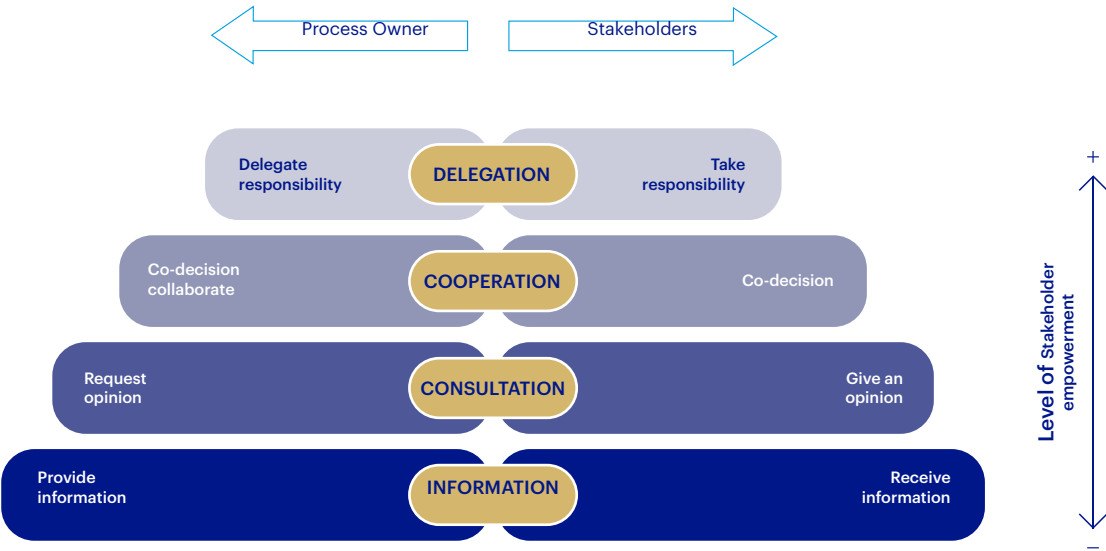 Process Owner
Stakeholders
Delegate
responsibility
DELEGATION
Take
responsibility
Co-decision
collaborate
COOPERATION
Co-decision
Request
opinion
CONSULTATION
Give an
opinion
Provide
information
INFORMATION
Receive
information
+
Level of Stakeholder
empowerment
–